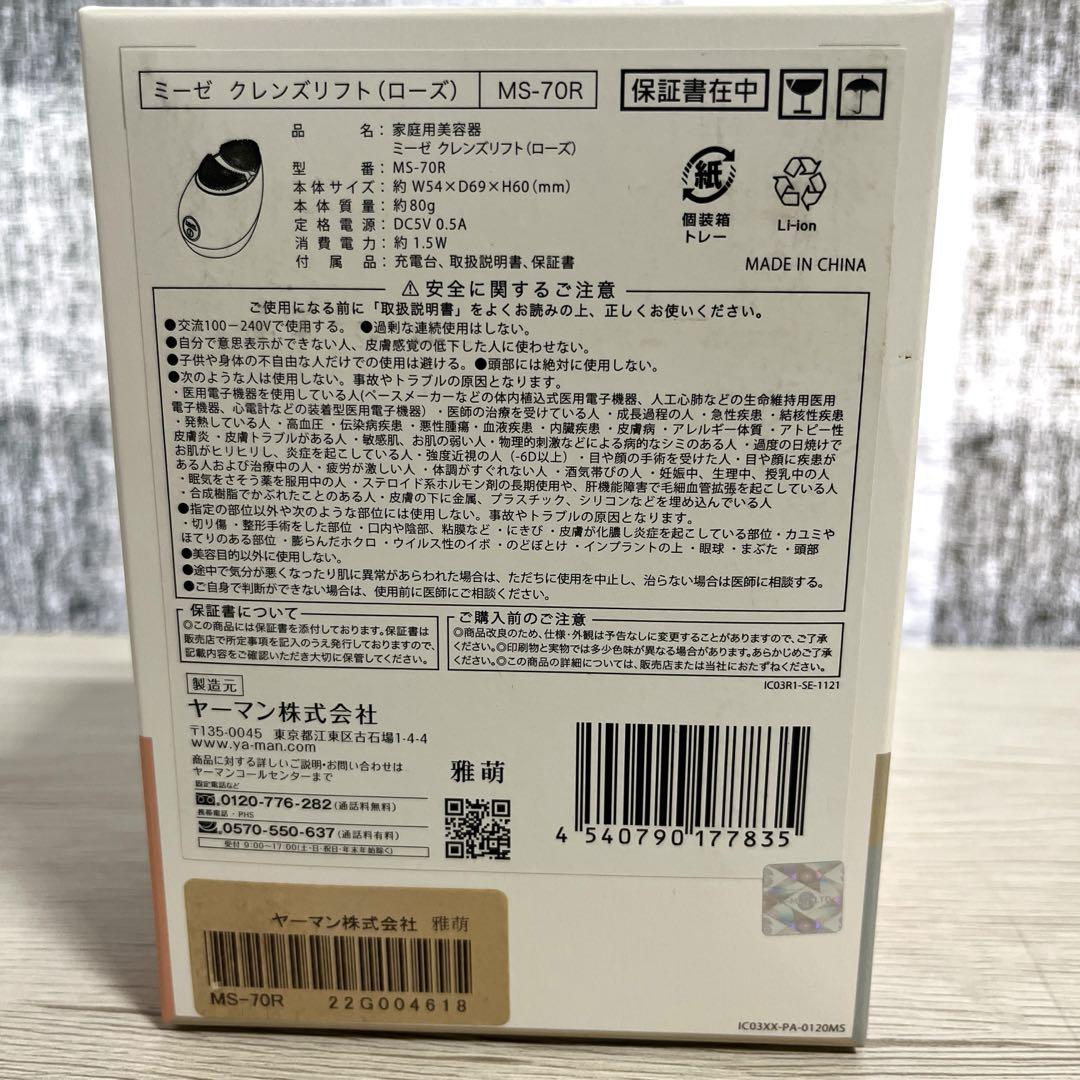 ミーゼ クレンズリフト(ローズ) MS-70R 保証書在中
品名：家庭用美容器
ミーゼ クレンズリフト(ローズ)
型番：MS-70R
本体サイズ：約 W54×D69×H60(mm)
本体質量：約80g
定格電源：DC5V 0.5A
消費電力：約 1.5W
付属品：充電台、取扱説明書、保証書
紙
個装箱
トレー
Li-ion
MADE IN CHINA
⚠安全に関するご注意
ご使用になる前に「取扱説明書」をよくお読みの上、正しくお使いください。
●交流100－240Vで使用する。 ●過剰な連続使用はしない。
●自分で意思表示ができない人、皮膚感覚の低下した人に使わせない。
●子供や身体の不自由な人だけでの使用は避ける。●頭部には絶対に使用しない。
●次のような人は使用しない。事故やトラブルの原因となります。
・医用電子機器を使用している人(ペースメーカーなどの体内植込式医用電子機器、人工心肺などの生命維持用医用
電子機器、心電計などの装着型医用電子機器)・医師の治療を受けている人・成長過程の人・急性疾患・結核性疾患
・発熱している人・高血圧・伝染病疾患・悪性腫瘍・血液疾患・内臓疾患・皮膚病・アレルギー体質・アトピー性
皮膚炎・皮膚トラブルがある人・敏感肌、お肌の弱い人・物理的刺激などによる病的なシミのある人・過度の日焼けで
お肌がヒリヒリし、炎症を起こしている人・強度近視の人(-6D以上)・目や顔の手術を受けた人・目や顔に疾患が
ある人および治療中の人・疲労が激しい人・体調がすぐれない人・酒気帯びの人・妊娠中、生理中、授乳中の人
・眠気をさそう薬を服用中の人・ステロイド系ホルモン剤の長期使用や、肝機能障害で毛細血管拡張を起こしている人
・合成樹脂でかぶれたことのある人・皮膚の下に金属、プラスチック、シリコンなどを埋め込んでいる人
●指定の部位以外や次のような部位には使用しない。事故やトラブルの原因となります。
・切り傷・整形手術をした部位・口内や陰部、粘膜など・にきび・皮膚が化膿し炎症を起こしている部位・カユミや
ほてりのある部位・膨らんだホクロ・ウイルス性のイボ・のどぼとけ・インプラントの上・眼球・まぶた・頭部
●美容目的以外に使用しない。
●途中で気分が悪くなったり肌に異常があらわれた場合は、ただちに使用を中止し、治らない場合は医師に相談する。
●ご自身で判断ができない場合は、使用前に医師にご相談ください。
保証書について
◎この商品には保証書を添付しております。保証書は
販売店で所定事項を記入のうえ発行しておりますので、
記載内容をご確認いただき大切に保管してください。
ご購入前のご注意
◎商品改良のため、仕様・外観は予告なしに変更することがありますので、ご了承
ください。◎印刷物と実物では多少色味が異なる場合があります。あらかじめご了承
ください。◎この商品の詳細については、販売店または当社におたずねください。
IC03R1-SE-1121
製造元
ヤーマン株式会社
〒135-0045 東京都江東区古石場1-4-4
www.ya-man.com
商品に対する詳しいご説明・お問い合わせは
ヤーマンコールセンターまで
固定電話など
0120-776-282(通話料無料)
携帯電話・PHS
0570-550-637(通話料有料)
受付 9:00～17:00(土・日・祝日・年末年始除く)
雅萌
4 540790 177835
ヤーマン株式会社 雅萌
MS-70R 22G004618
IC03XX-PA-0120MS